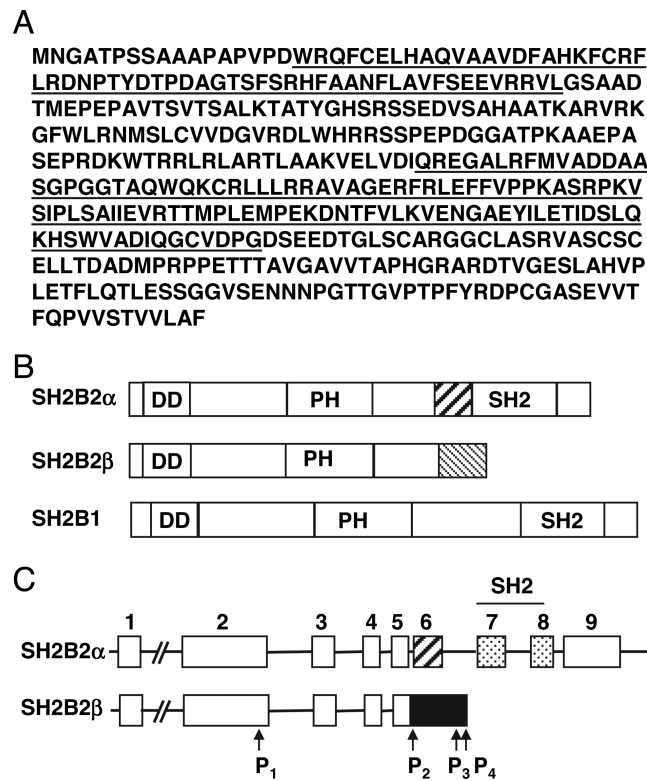 A
MNGATPSSAAAPAPVPDWRQFCELHAQVAAVDFAHKFCRF
LRDNPTYDTPDAGTSFSRHFAANFLAVFSEEVRRVLGSAAD
TMEPEPAVTSVTSALKTATYGHSRSSEDVSAHAATKARVRK
GFWLRNMSLCVVDGVRDLWHRRSSPEPDGGATPKAAEPA
SEPRDKWTRRLRLARTLAAKVELVDIQREGALRFMVADDAA
SGPGGTAQWQKCRLLLRRAVAGERFRLEFFVPPKASRPKV
SIPLSAIIEVRTTMPLEMPEKDNTFVLKVENGAEYILETIDSLQ
KHSWVADIQGCVDPGDSEEDTGLSCARGGCLASRVASCSC
ELLTDADMPRPPETTTAVGAVVTAPHGRARDTVGESLAHVP
LETFLQTLESSGGVSENNNPGTTGVPTPFYRDPCGASEVVT
FQPVVSTVVLAF
B
SH2B2α DD PH SH2
SH2B2β DD PH
SH2B1 DD PH SH2
C
SH2
1 2 3 4 5 6 7 8 9
SH2B2α
SH2B2β
P1 P2 P3 P4